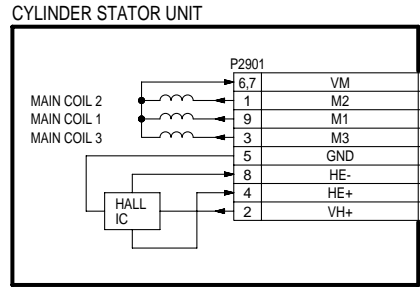 CYLINDER STATOR UNIT
P2901
6,7 VM
MAIN COIL 2 1 M2
MAIN COIL 1 9 M1
MAIN COIL 3 3 M3
5 GND
8 HE-
4 HE+
HALL 2 VH+
IC